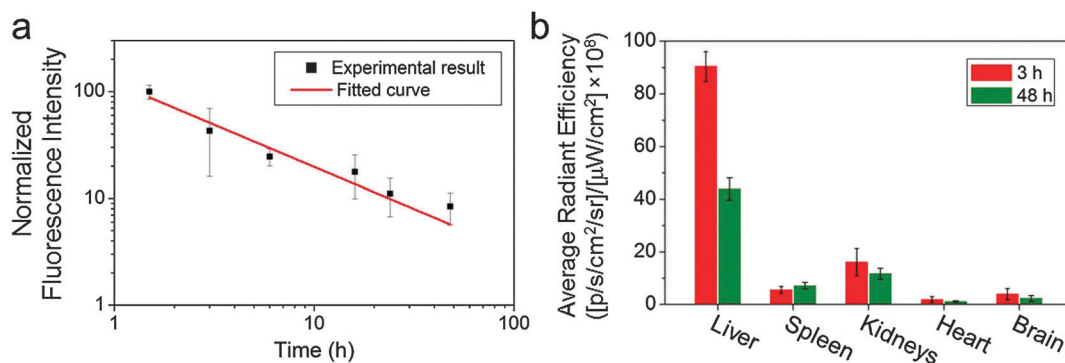 a
Normalized
Fluorescence Intensity
100
10
1
Experimental result
Fitted curve
1
10
100
Time (h)
b
Average Radiant Efficiency
([p/s/cm²/sr]/[µW/cm²] ×10⁸)
100
80
60
40
20
0
3 h
48 h
Liver
Spleen
Kidneys
Heart
Brain